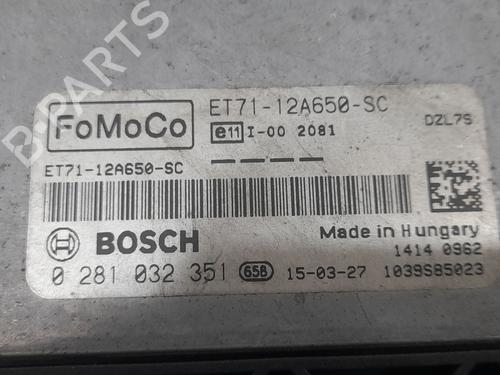 FoMoCo
ET71-12A650-SC
e11 I-00 2081
DZL7S
ET71-12A650-SC
BOSCH
Made in Hungary
1414 0962
0 281 032 351 658 15-03-27 1039S85023
B-PARTS